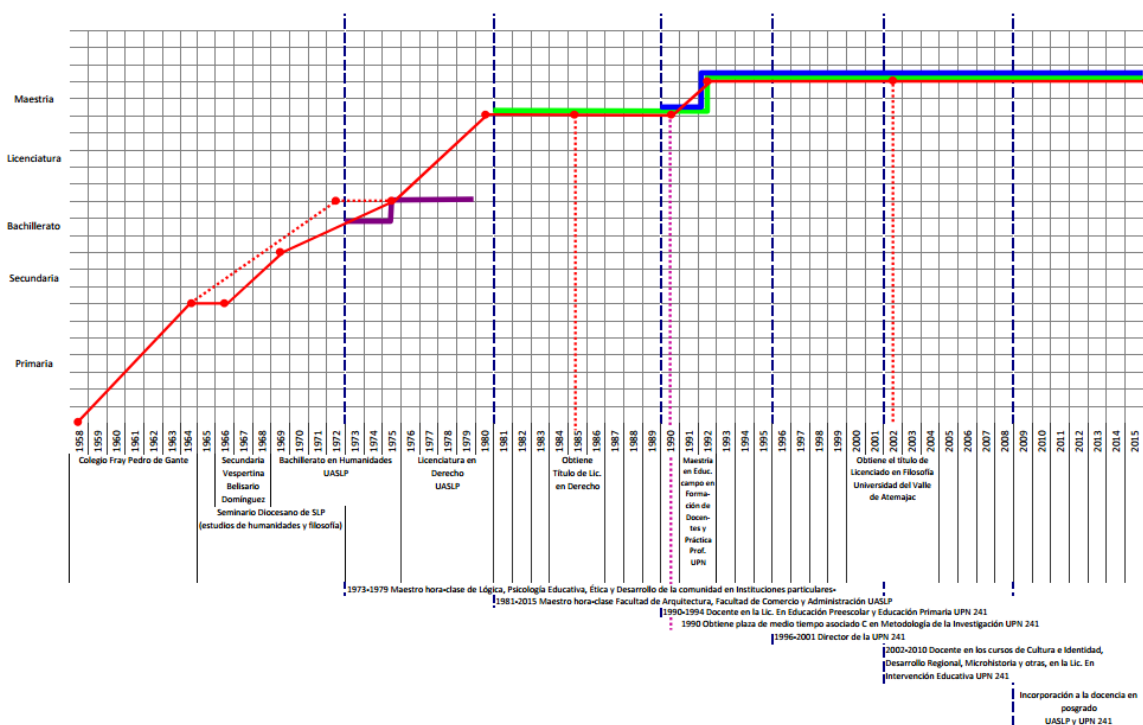 Maestria
Licenciatura
Bachillerato
Secundaria
Primaria
1958 1959 1960 1961 1962 1963 1964 1965 1966 1967 1968 1969 1970 1971 1972 1973 1974 1975 1976 1977 1978 1979 1980 1981 1982 1983 1984 1985 1986 1987 1988 1989 1990 1991 1992 1993 1994 1995 1996 1997 1998 1999 2000 2001 2002 2003 2004 2005 2006 2007 2008 2009 2010 2011 2012 2013 2014 2015
Colegio Fray Pedro de Gante
Secundaria
Vespertina
Belisario
Domínguez
Seminario Diocesano de SLP
(estudios de humanidades y filosofía)
Bachillerato en Humanidades
UASLP
Licenciatura en
Derecho
UASLP
Obtiene
Título de Lic.
en Derecho
Maestria
en Educ.
campo en
Forma-
ción de
Docen-
tes y
Práctica
Prof.
UPN
Obtiene el título de
Licenciado en Filosofía
Universidad del Valle
de Atemajac
1973-1979 Maestro hora-clase de Lógica, Psicología Educativa, Ética y Desarrollo de la comunidad en Instituciones particulares-
1981-2015 Maestro hora-clase Facultad de Arquitectura, Facultad de Comercio y Administración UASLP
1990-1994 Docente en la Lic. En Educación Preescolar y Educación Primaria UPN 241
1990 Obtiene plaza de medio tiempo asociado C en Metodología de la Investigación UPN 241
1996-2001 Director de la UPN 241
2002-2010 Docente en los cursos de Cultura e Identidad,
Desarrollo Regional, Microhistoria y otras, en la Lic. En
Intervención Educativa UPN 241
Incorporación a la docencia en
posgrado
UASLP y UPN 241